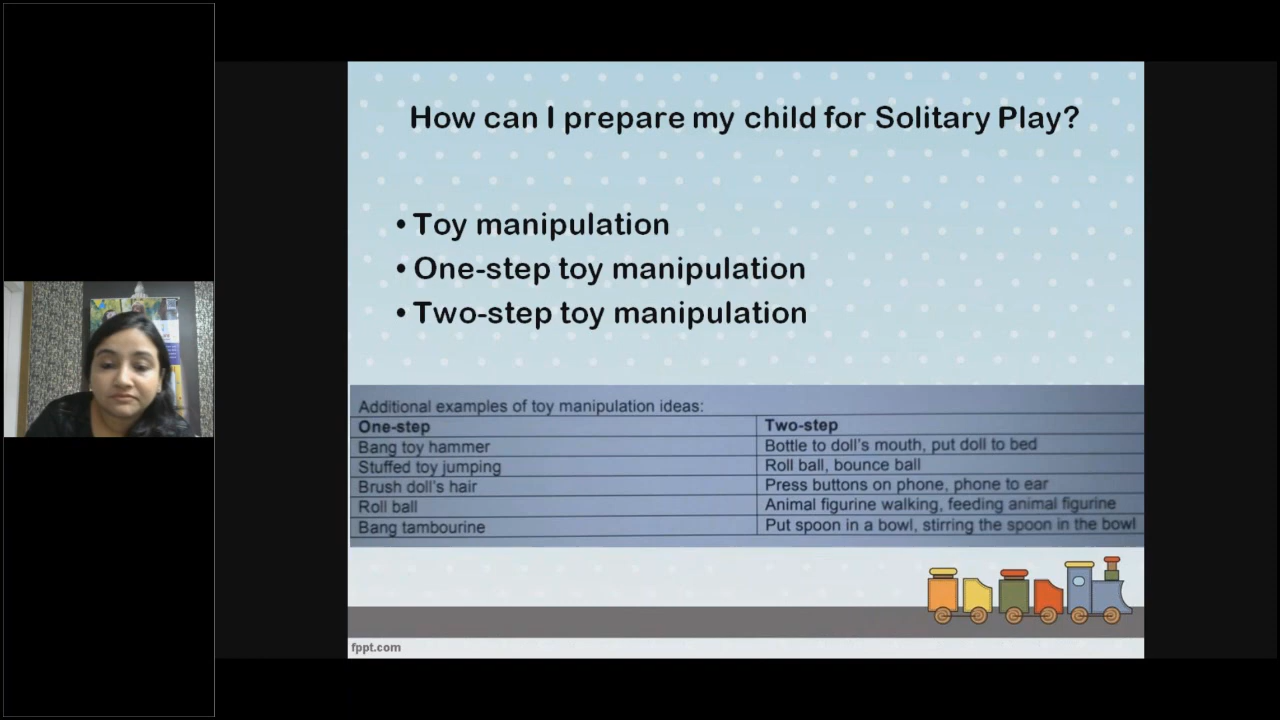 How can I prepare my child for Solitary Play?
• Toy manipulation
• One-step toy manipulation
• Two-step toy manipulation
Additional examples of toy manipulation ideas:
One-step Two-step
Bang toy hammer Bottle to doll's mouth, put doll to bed
Stuffed toy jumping Roll ball, bounce ball
Brush doll's hair Press buttons on phone, phone to ear
Roll ball Animal figurine walking, feeding animal figurine
Bang tambourine Put spoon in a bowl, stirring the spoon in the bowl
fppt.com